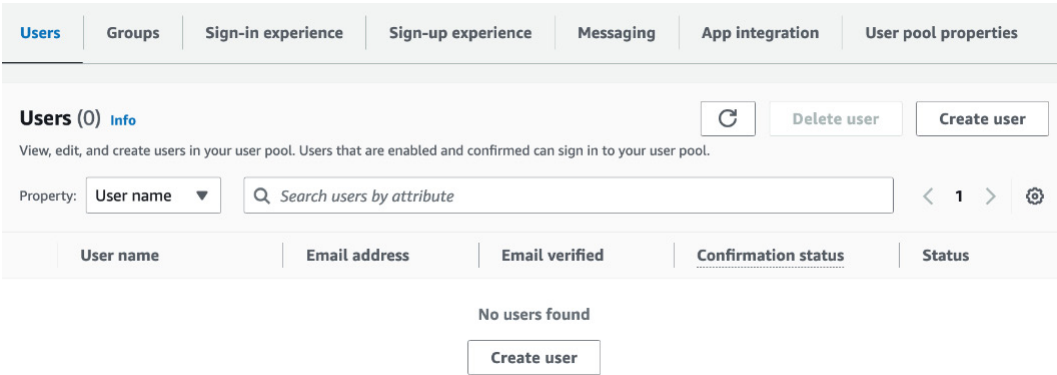 Users Groups Sign-in experience Sign-up experience Messaging App integration User pool properties
Users (0) Info Delete user Create user
View, edit, and create users in your user pool. Users that are enabled and confirmed can sign in to your user pool.
Property: User name Search users by attribute 1
User name Email address Email verified Confirmation status Status
No users found
Create user